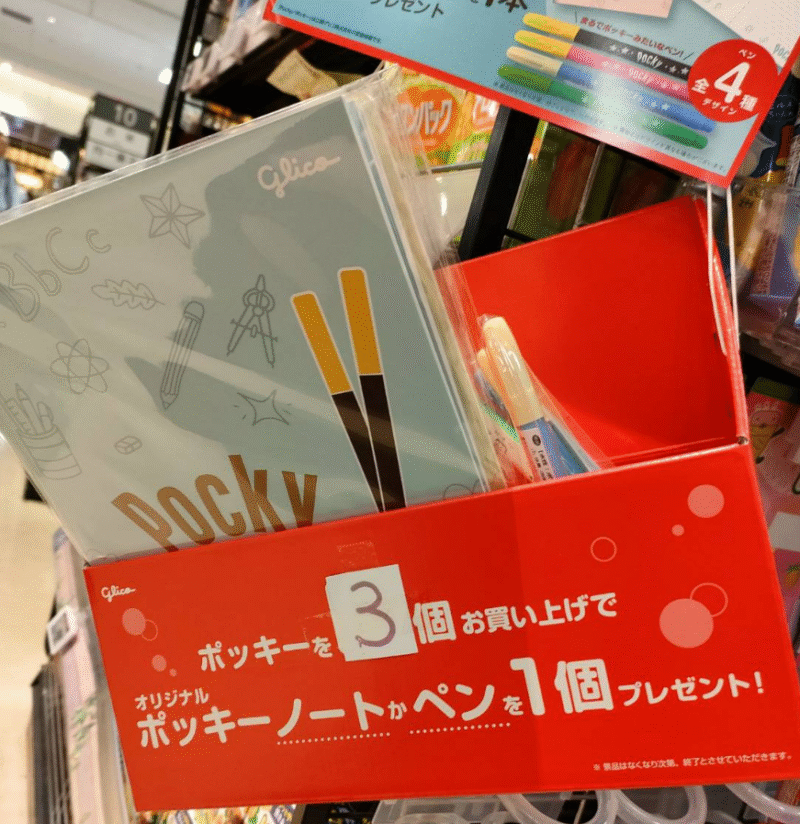 プレゼント
まるでポッキーみたいなペン!
Pocky
ペン
全4種
デザイン
10
Glico
BbCc
Pocky
Glico
ポッキーを3個お買い上げで
オリジナル
ポッキーノートかペンを1個プレゼント!
※景品はなくなり次第、終了とさせていただきます。